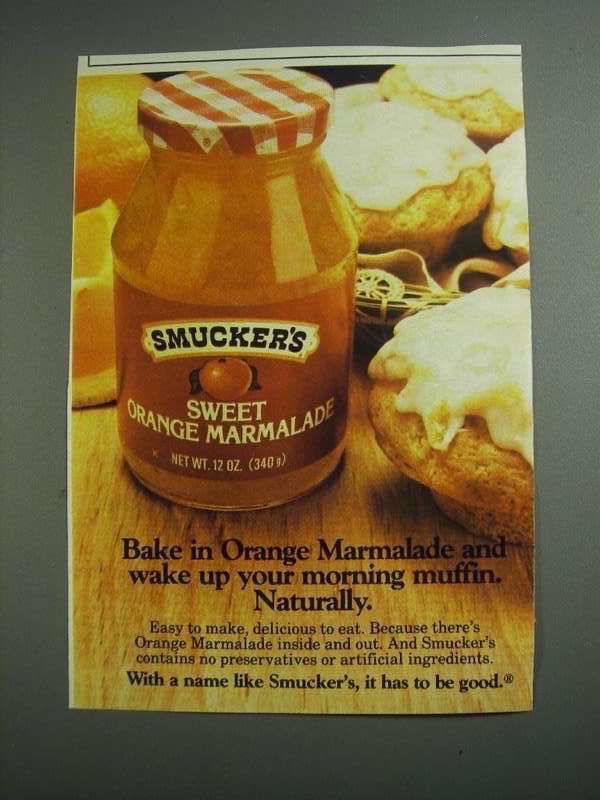 SMUCKER'S
SWEET
ORANGE MARMALADE
NET WT. 12 OZ. (340 g)
Bake in Orange Marmalade and
wake up your morning muffin.
Naturally.
Easy to make, delicious to eat. Because there's
Orange Marmalade inside and out. And Smucker's
contains no preservatives or artificial ingredients.
With a name like Smucker's, it has to be good.®